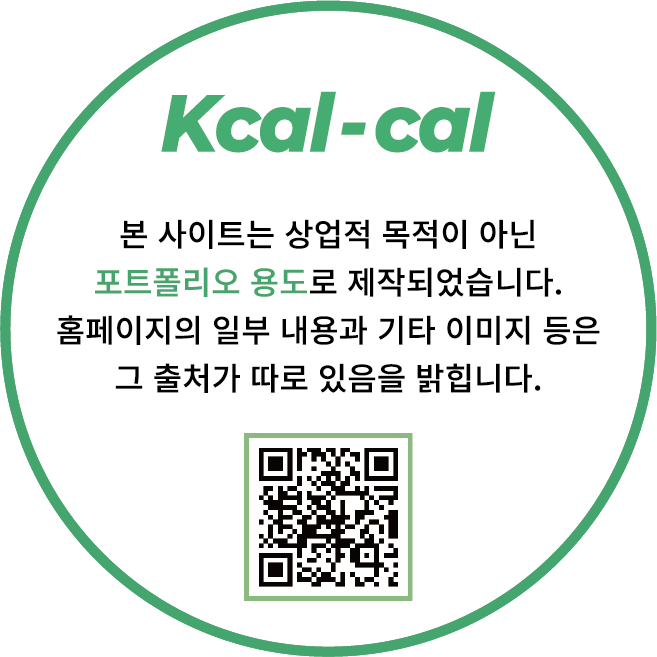 Kcal-cal
본 사이트는 상업적 목적이 아닌
포트폴리오 용도로 제작되었습니다.
홈페이지의 일부 내용과 기타 이미지 등은
그 출처가 따로 있음을 밝힙니다.